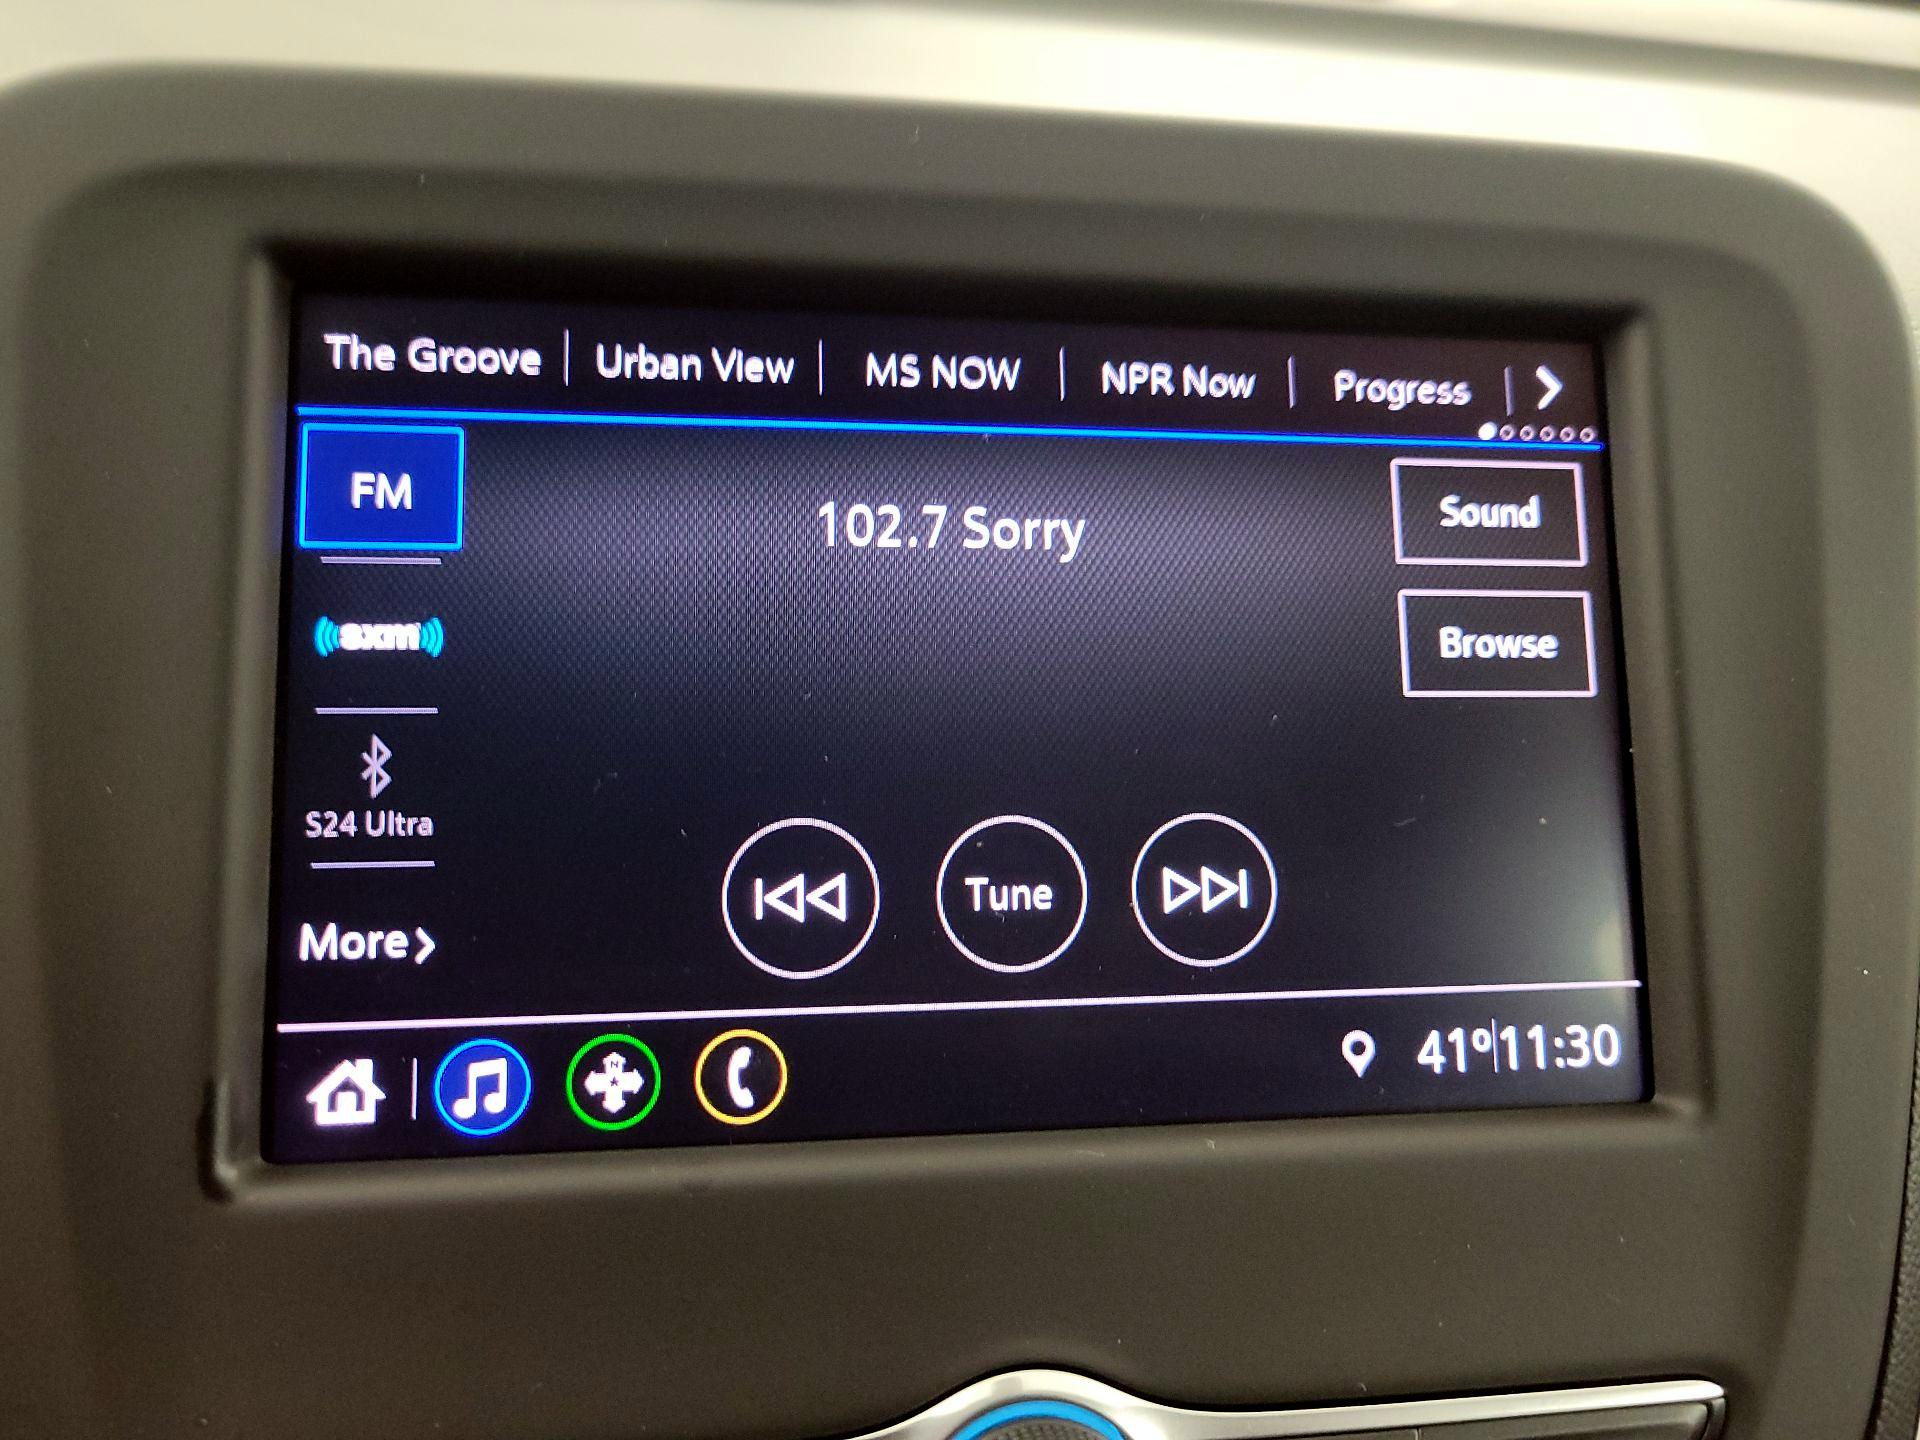 The Groove | Urban View | MS NOW | NPR Now | Progress |
FM
102.7 Sorry
Sound
sxm
Browse
S24 Ultra
Tune
More
N
41°|11:30